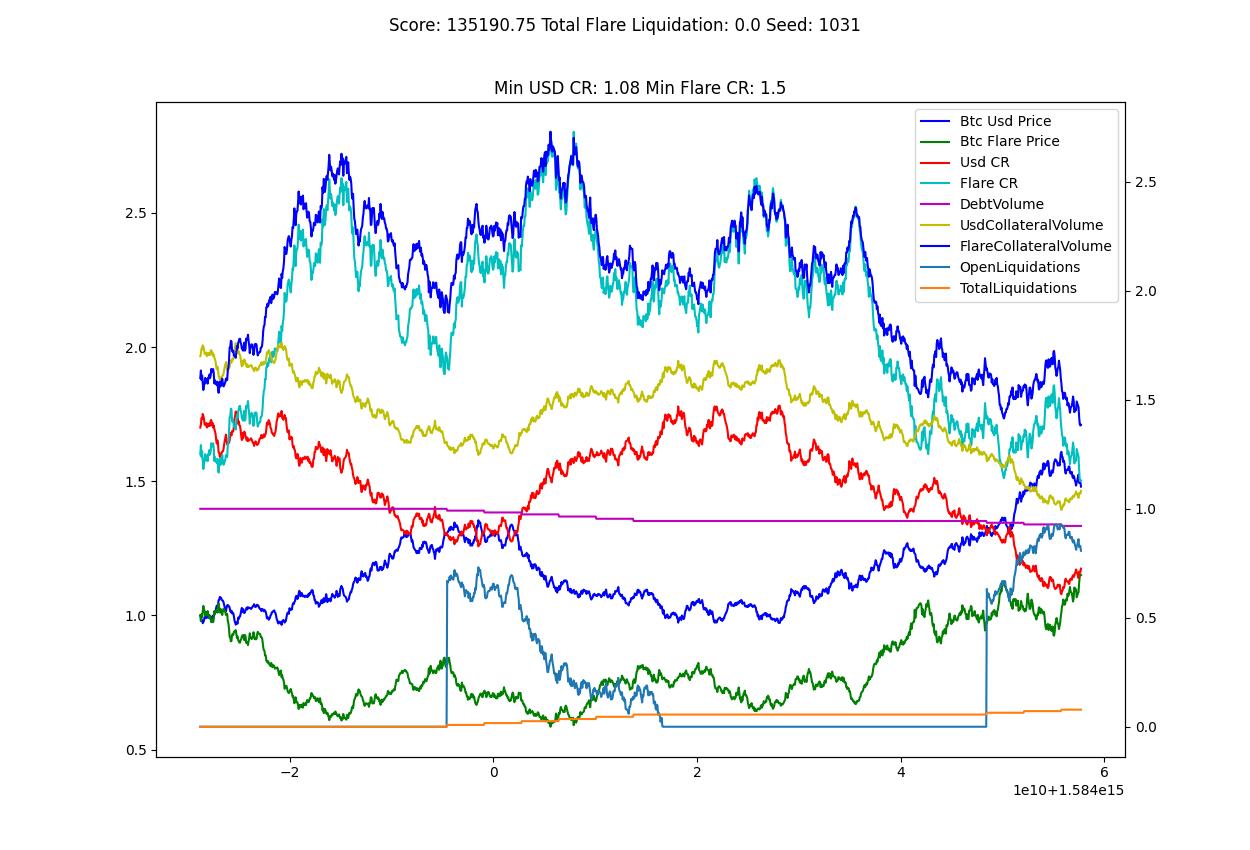 Score: 135190.75 Total Flare Liquidation: 0.0 Seed: 1031
Min USD CR: 1.08 Min Flare CR: 1.5
Btc Usd Price
Btc Flare Price
Usd CR
Flare CR
DebtVolume
UsdCollateralVolume
FlareCollateralVolume
OpenLiquidations
TotalLiquidations
2.5
2.0
1.5
1.0
0.5
2.5
2.0
1.5
1.0
0.5
0.0
−2 0 2 4 6
1e10+1.584e15